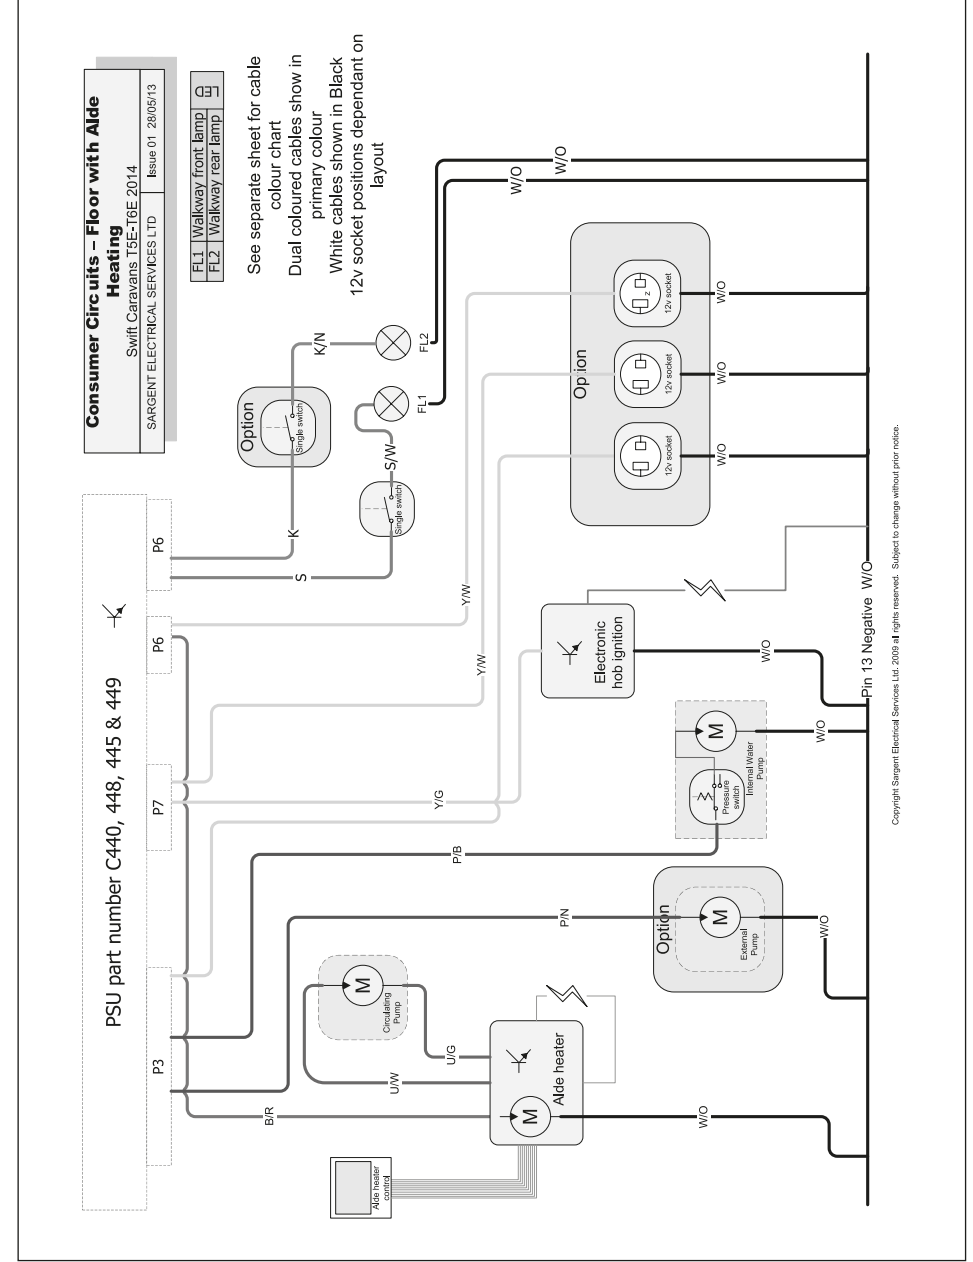 Consumer Circuits – Floor with Alde
Heating
Swift Caravans T5E-T6E 2014
SARGENT ELECTRICAL SERVICES LTD
Issue 01 28/05/13
FL1 Walkway front lamp
FL2 Walkway rear lamp
LED
See separate sheet for cable
colour chart
Dual coloured cables show in
primary colour
White cables shown in Black
12v socket positions dependant on
layout
PSU part number C440, 448, 445 & 449
P3
P7
P6
P6
Option
Single switch
K
K/N
FL2
S
Single switch
S/W
FL1
W/O
W/O
Y/W
Y/W
Y/G
P/B
P/N
B/R
U/W
U/G
Circulating
Pump
M
Alde heater
control
M
Alde heater
W/O
Option
M
External
Pump
W/O
Pressure
switch
M
Internal Water
Pump
W/O
Electronic
hob ignition
W/O
Option
12v socket
W/O
12v socket
W/O
z
12v socket
W/O
Pin 13 Negative W/O
Copyright Sargent Electrical Services Ltd. 2009 all rights reserved. Subject to change without prior notice.